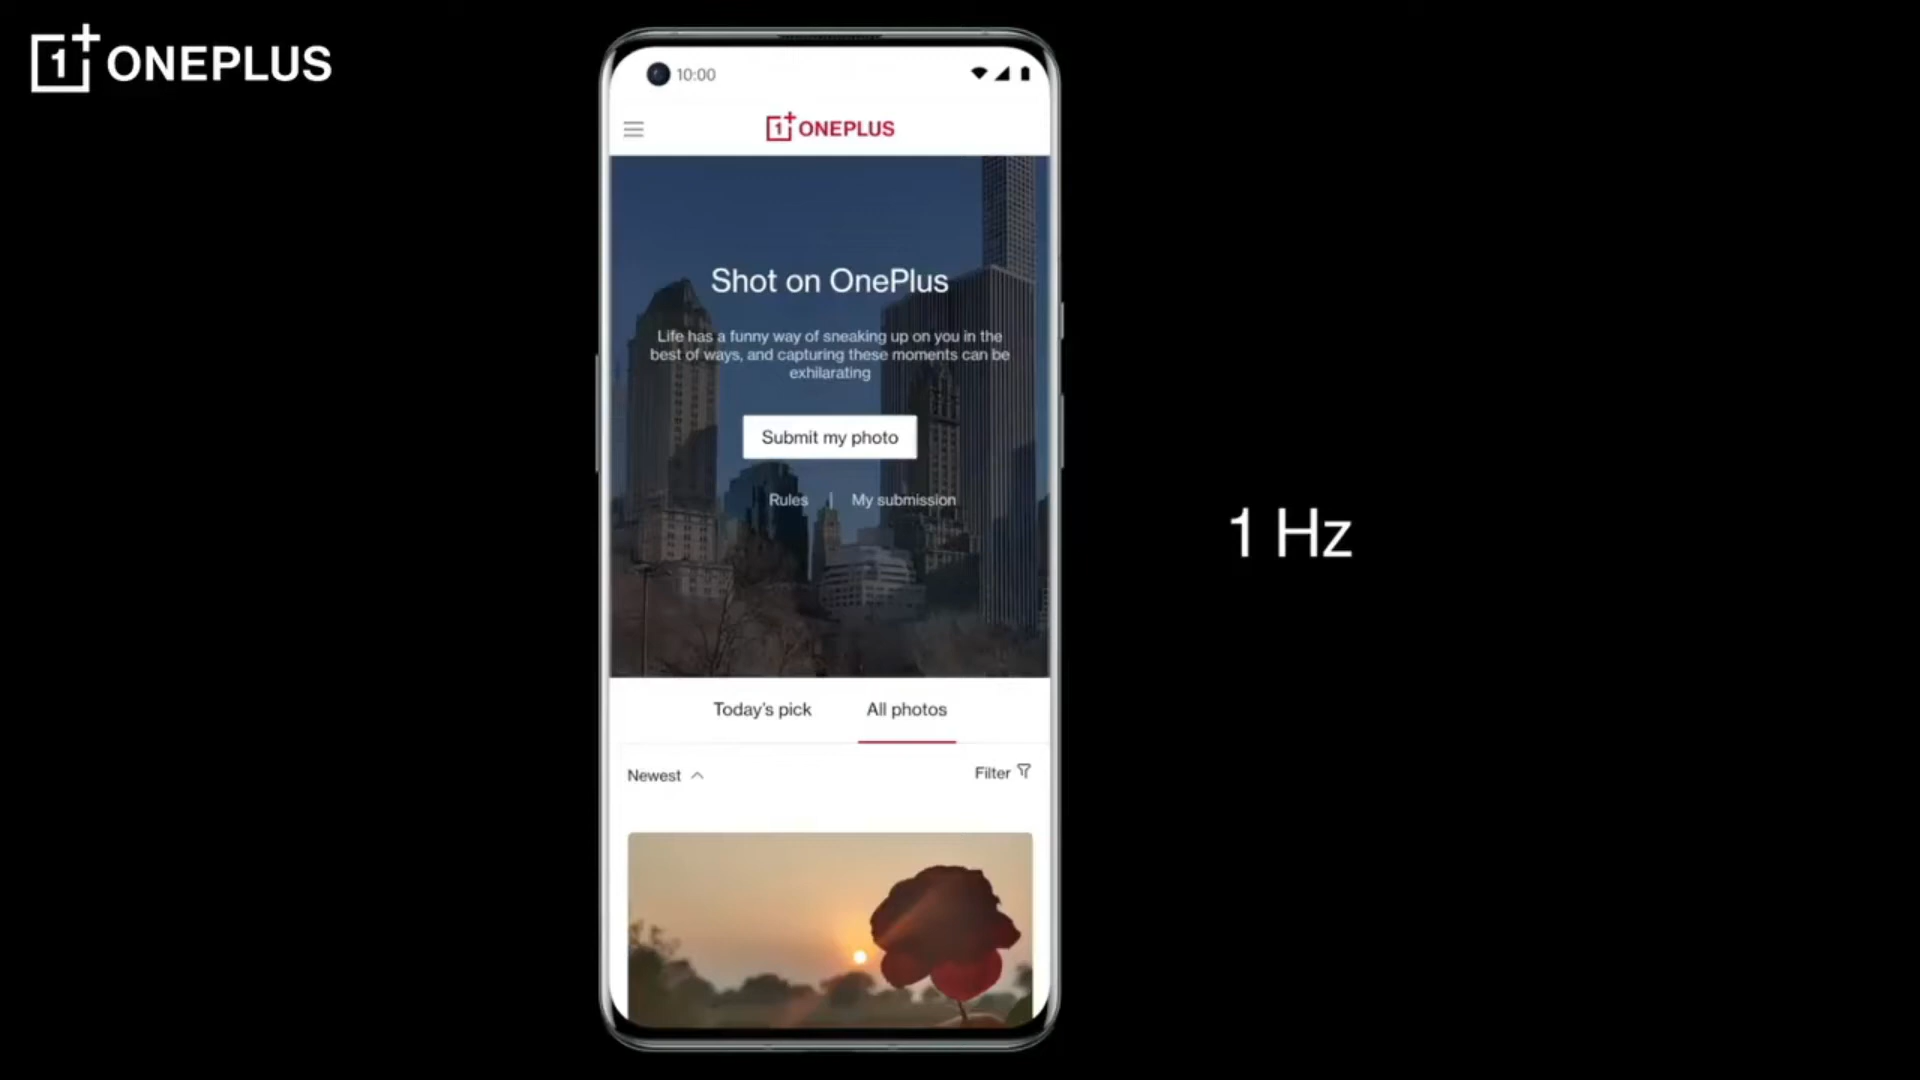 1+ ONEPLUS
10:00
1+ ONEPLUS
Shot on OnePlus
Life has a funny way of sneaking up on you in the
best of ways, and capturing these moments can be
exhilarating
Submit my photo
Rules | My submission
1 Hz
Today's pick All photos
Newest Filter